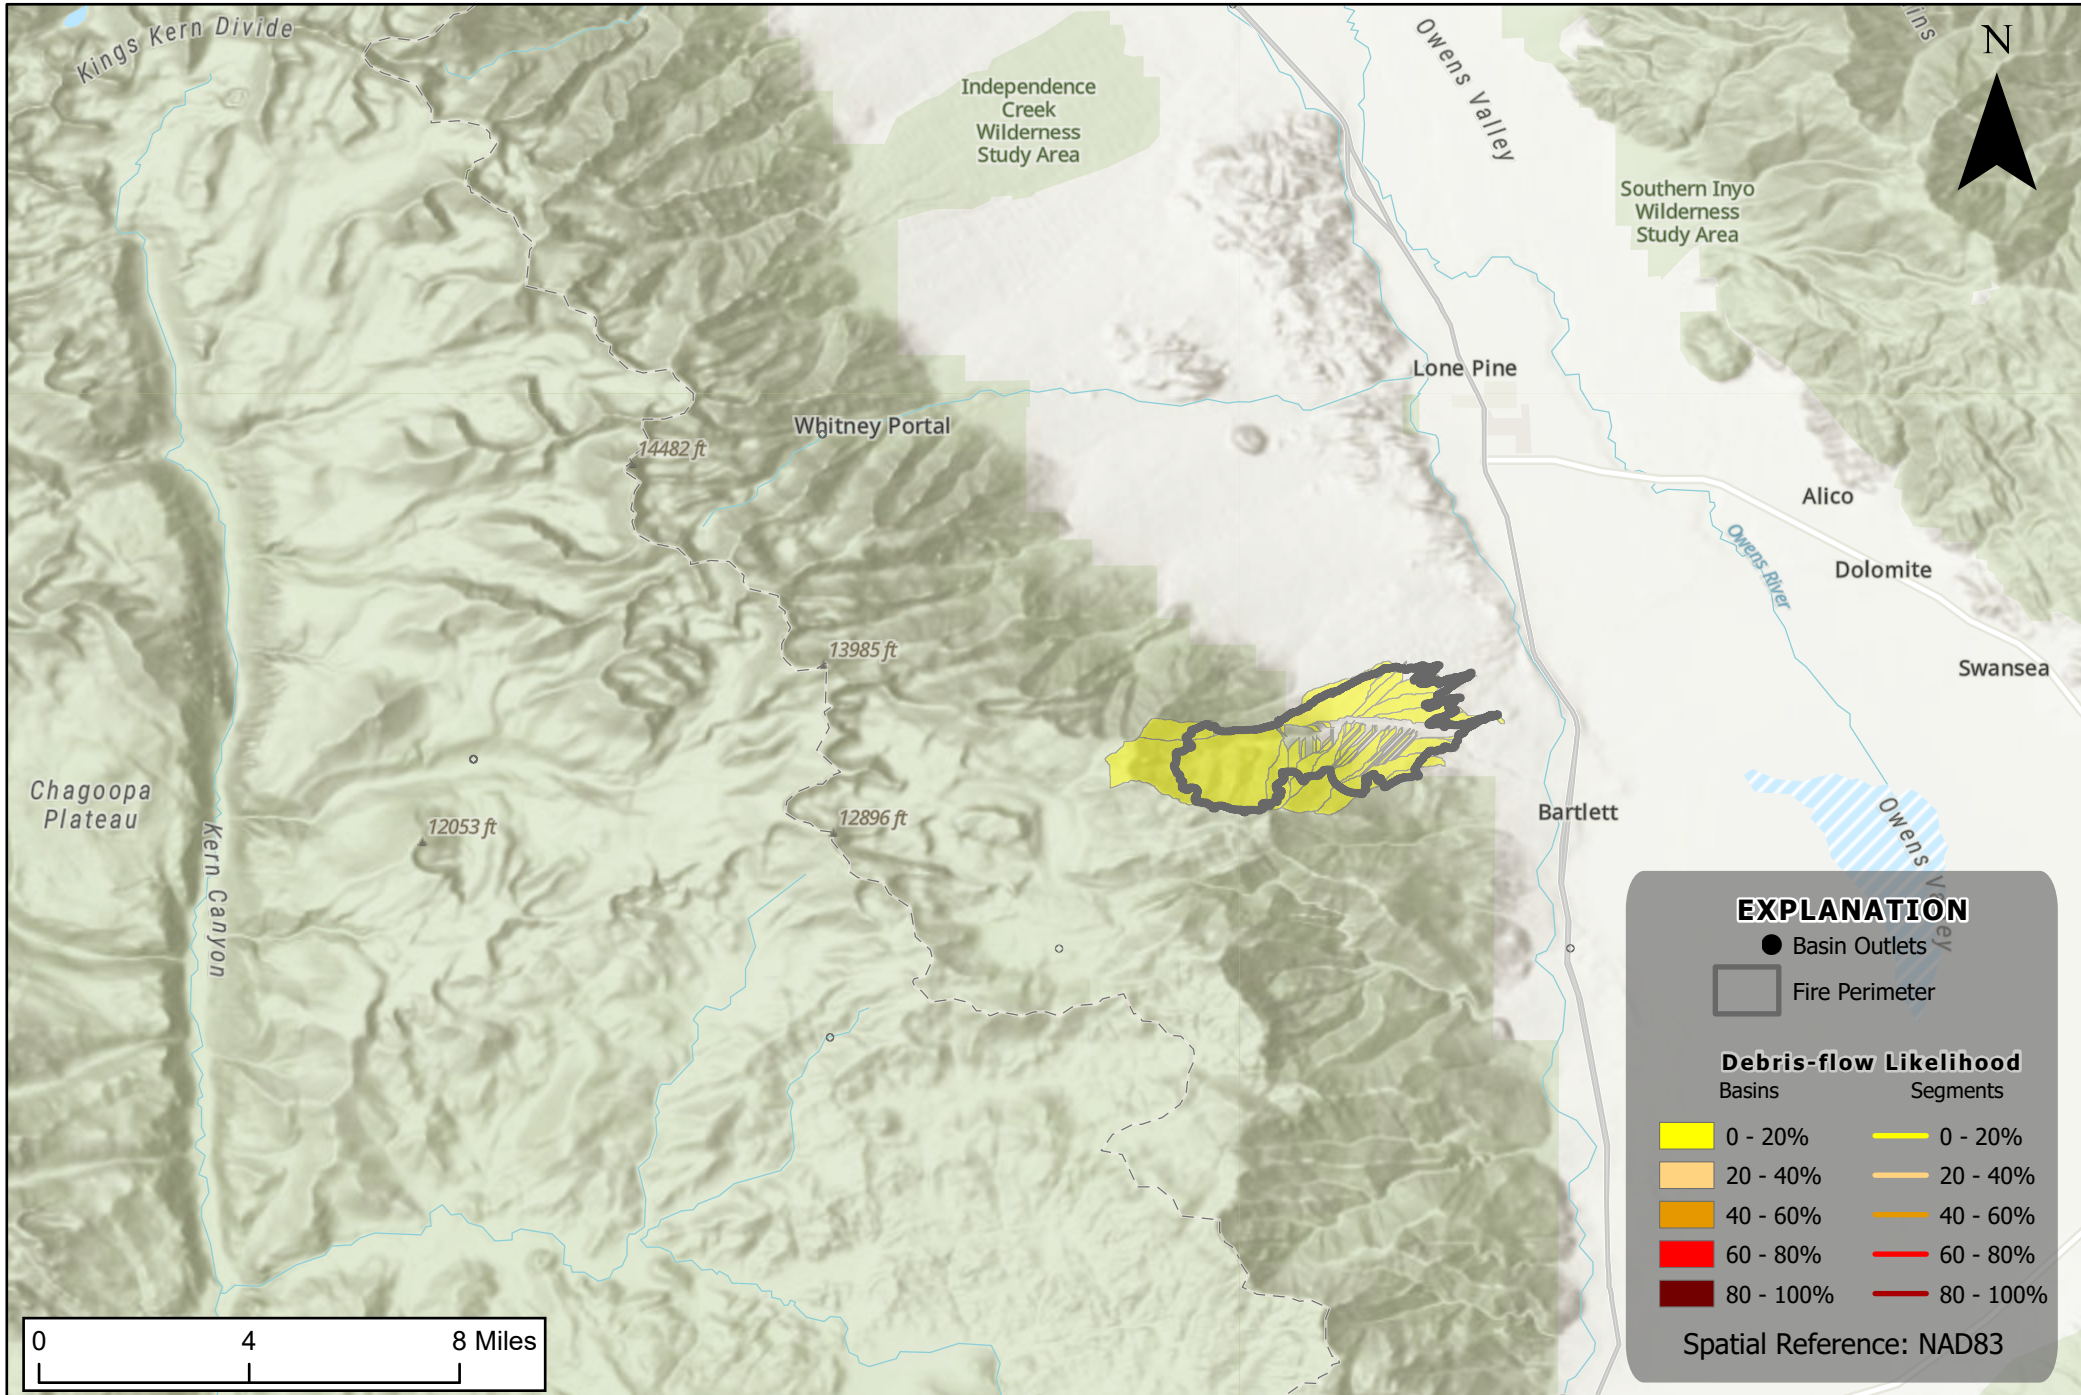 Kings Kern Divide
Owens Valley
ins
N
Independence
Creek
Wilderness
Study Area
Southern Inyo
Wilderness
Study Area
Lone Pine
Whitney Portal
14482 ft
Alico
Owens River
Dolomite
13985 ft
Swansea
Chagoopa
Plateau
Kern Canyon
12053 ft
12896 ft
Bartlett
Owens Valley
EXPLANATION
Basin Outlets
Fire Perimeter
Debris-flow Likelihood
Basins Segments
0 - 20% 0 - 20%
20 - 40% 20 - 40%
40 - 60% 40 - 60%
60 - 80% 60 - 80%
80 - 100% 80 - 100%
Spatial Reference: NAD83
0 4 8 Miles